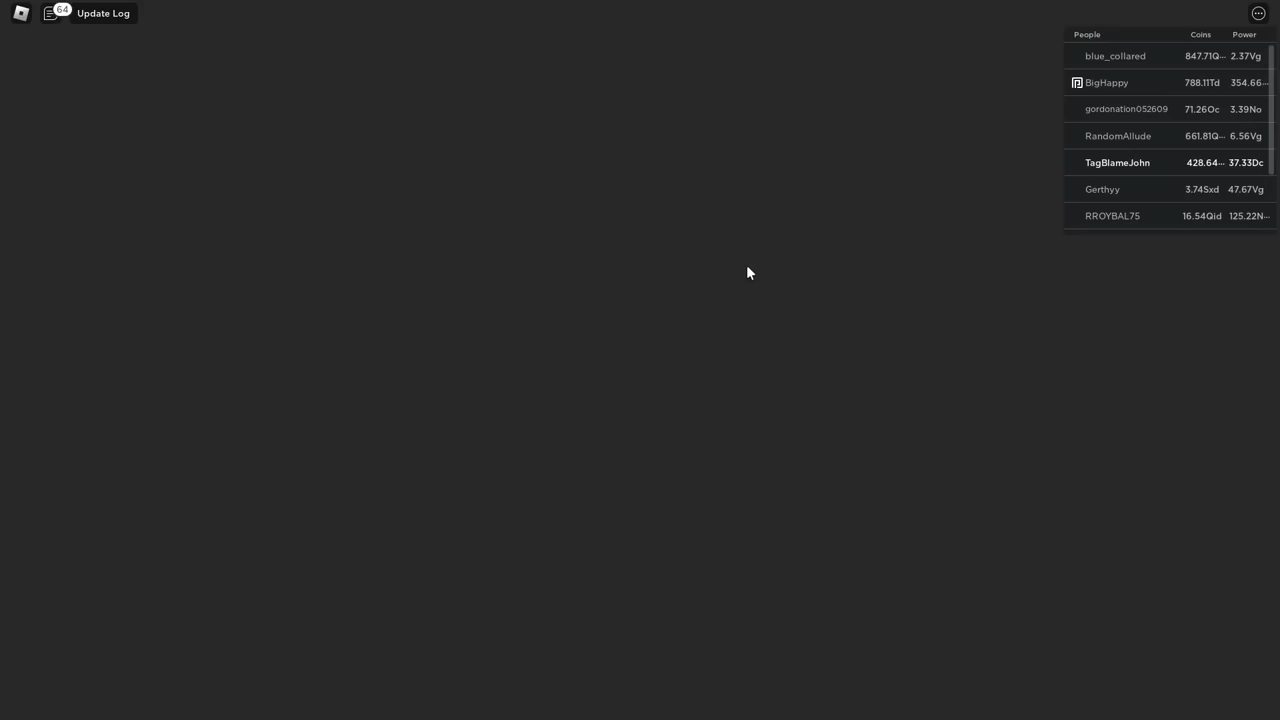 64
Update Log
People Coins Power
blue_collared 847.71Q... 2.37Vg
BigHappy 788.11Td 354.66...
gordonation052609 71.26Oc 3.39No
RandomAllude 661.81Q... 6.56Vg
TagBlameJohn 428.64... 37.33Dc
Gerthyy 3.74Sxd 47.67Vg
RROYBAL75 16.54Qid 125.22N...